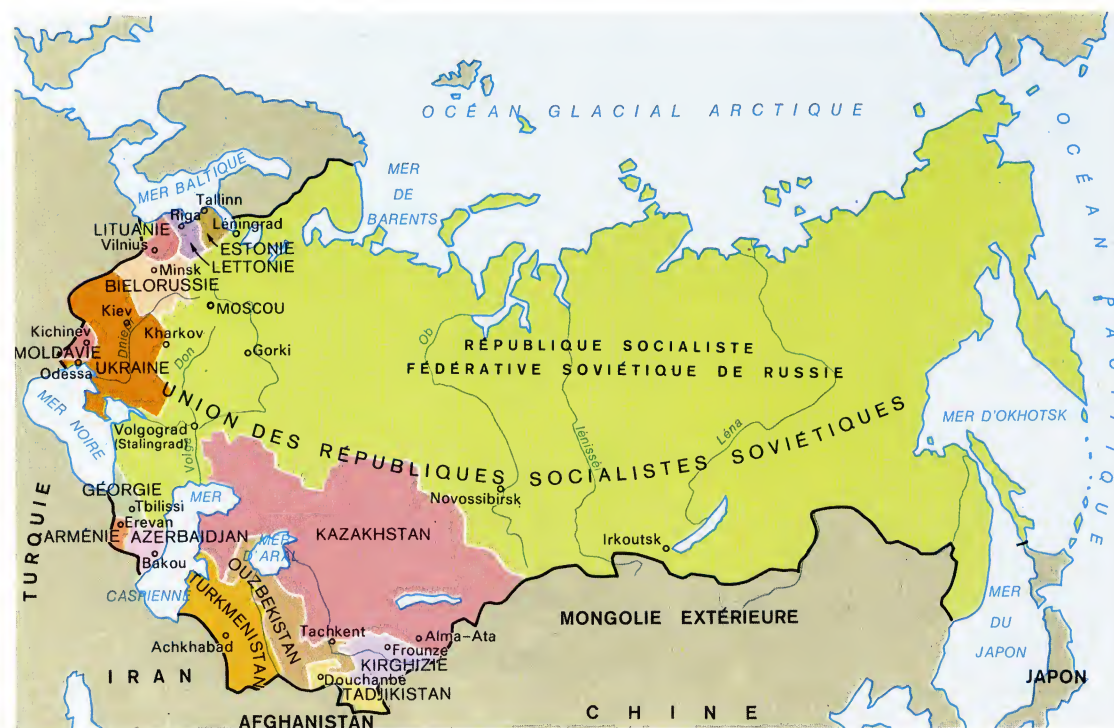 OCÉAN GLACIAL ARCTIQUE
OCÉAN PACIFIQUE
MER BALTIQUE
MER
DE
BARENTS
Tallinn
Riga
Léningrad
LITUANIE
Vilnius
ESTONIE
LETTONIE
Minsk
BIELORUSSIE
MOSCOU
Kiev
Dniepr
Kichinev
Kharkov
Don
Gorki
MOLDAVIE
Odessa
UKRAINE
Ob
RÉPUBLIQUE SOCIALISTE
FÉDÉRATIVE SOVIÉTIQUE DE RUSSIE
UNION DES RÉPUBLIQUES SOCIALISTES SOVIÉTIQUES
Iénisséi
Léna
MER D'OKHOTSK
MER NOIRE
Volgograd
(Stalingrad)
Volga
GÉORGIE
Tbilissi
MER
CASPIENNE
Novossibirsk
Erevan
ARMÉNIE
AZERBAIDJAN
Bakou
KAZAKHSTAN
MER
D'ARAL
Irkoutsk
TURQUIE
OUZBEKISTAN
TURKMENISTAN
MONGOLIE EXTÉRIEURE
MER
DU
JAPON
Achkhabad
Tachkent
Alma-Ata
Frounze
KIRGHIZIE
Douchanbé
TADJIKISTAN
IRAN
JAPON
AFGHANISTAN
CHINE